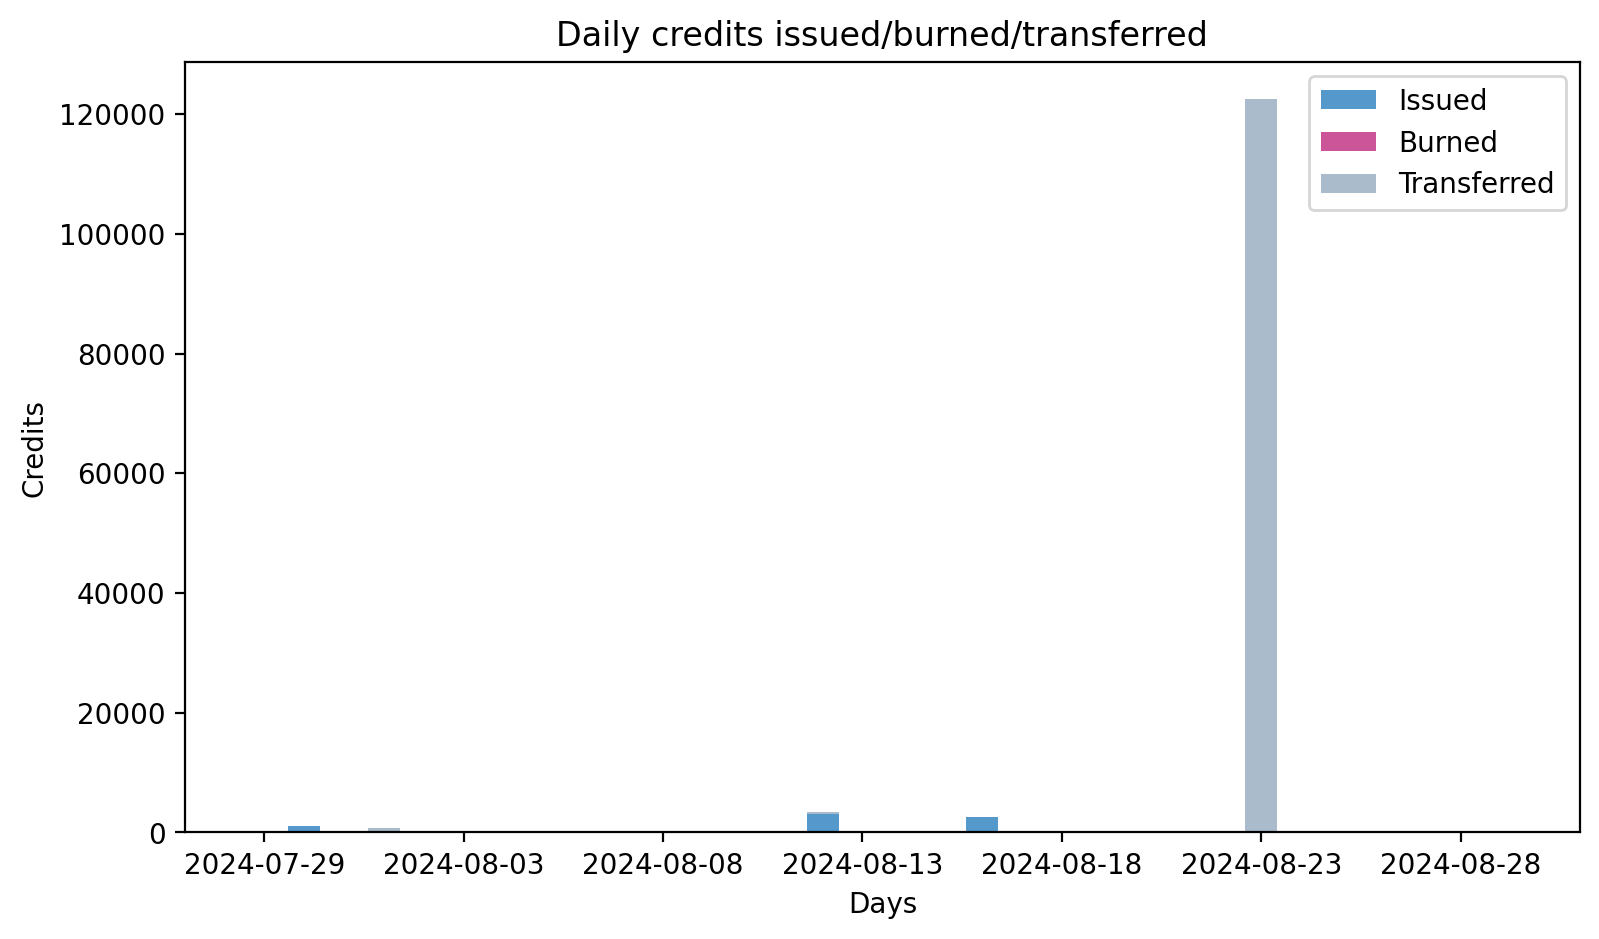 Daily credits issued/burned/transferred
Issued
Burned
Transferred
120000
100000
80000
60000
40000
20000
0
Credits
2024-07-29 2024-08-03 2024-08-08 2024-08-13 2024-08-18 2024-08-23 2024-08-28
Days